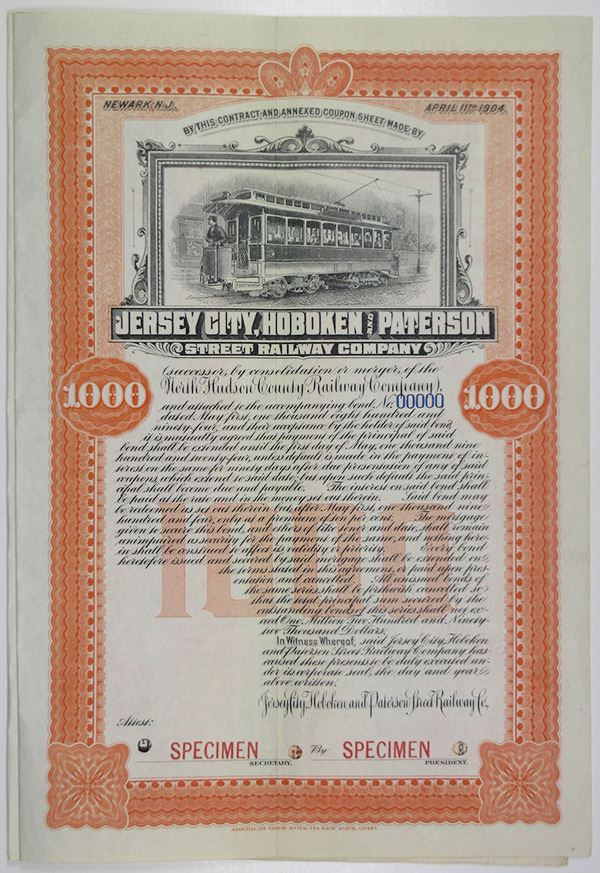 NEWARK, N.J.
APRIL 11TH 1904.
BY THIS CONTRACT AND ANNEXED COUPON SHEET, MADE BY
JERSEY CITY, HOBOKEN AND PATERSON
STREET RAILWAY COMPANY
(successor, by consolidation or merger, of the
North Hudson County Railway Company),
1000
1000
and attached to the accompanying bond, No. 00000
dated May first, one thousand eight hundred and
ninety-four, and their acceptance by the holder of said bond,
it is mutually agreed that payment of the principal of said
bond shall be extended until the first day of May, one thousand nine
hundred and twenty-four, unless default is made in the payment of in-
terest on the same for ninety days after due presentation of any of said
coupons, which extend to said date, but upon such default the said prin-
cipal shall become due and payable. The interest on said bond shall
be paid at the rate and in the money set out therein. Said bond may
be redeemed as set out therein at, after May first, one thousand nine
hundred and four, only at a premium of ten per cent. The mortgage
given to secure this bond, and others of like tenor and date, shall remain
unimpaired as security for the payment of the same, and nothing here-
in shall be construed to affect its validity or priority. Every bond
heretofore issued and secured by said mortgage shall be extended on
the terms stated in this agreement, or paid upon pres-
entation and cancelled. All unissued bonds of
the same series shall be forthwith cancelled so
that the total principal sum secured by the
outstanding bonds of this series shall not ex-
ceed One Million Two Hundred and Ninety-
two Thousand Dollars.
In Witness Whereof, said Jersey City, Hoboken
and Paterson Street Railway Company has
caused these presents to be duly executed un-
der its corporate seal, the day and year
above written.
Jersey City, Hoboken and Paterson Street Railway Co.,
Attest:
SPECIMEN
By SPECIMEN
SECRETARY.
PRESIDENT.
AMERICAN BANK NOTE CO. NEW YORK.
1000